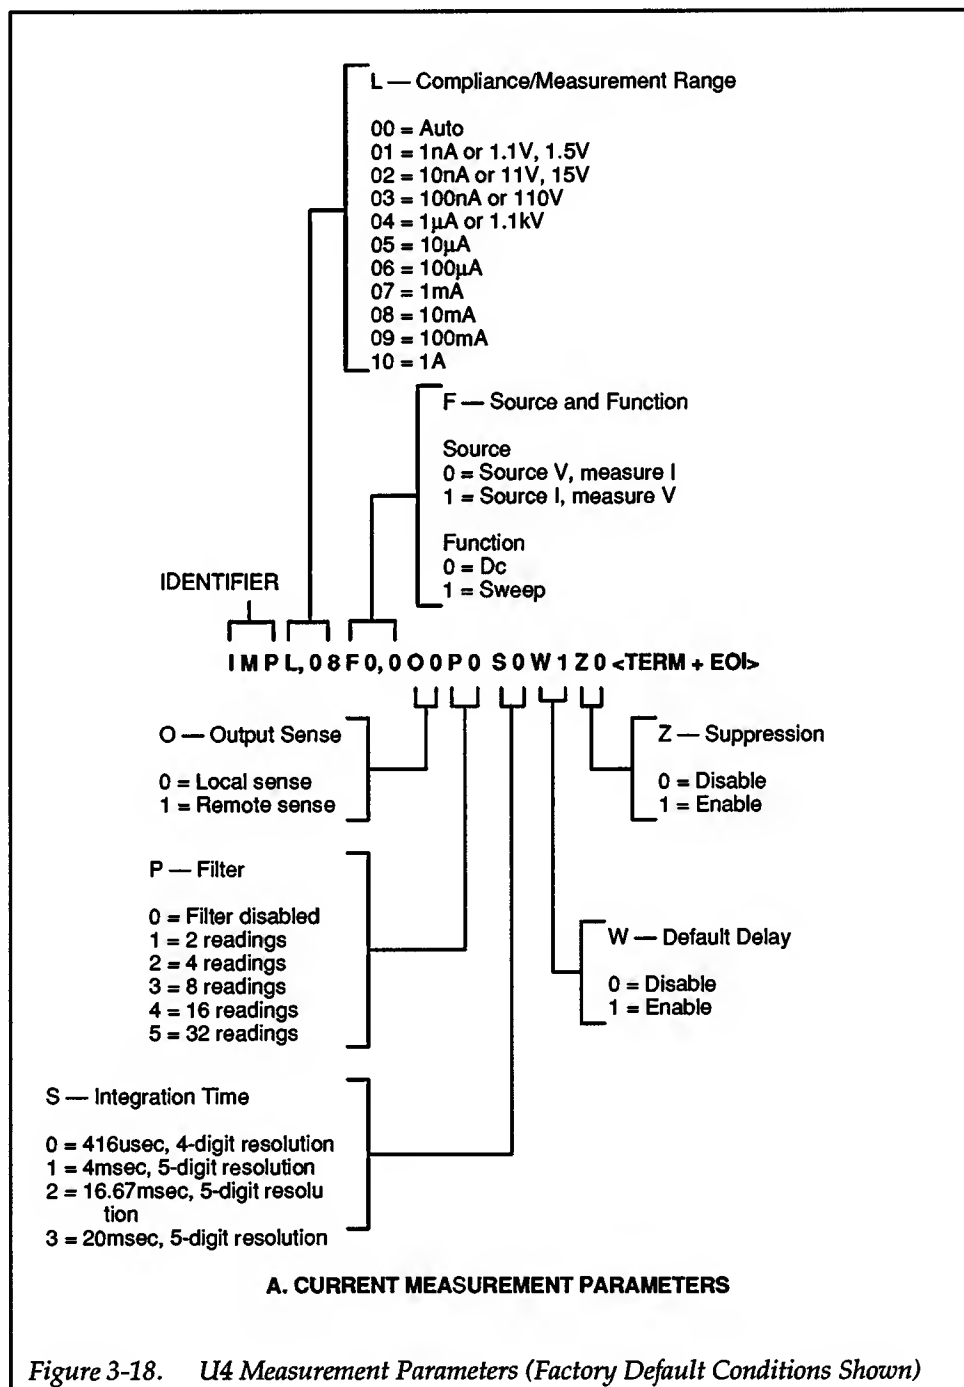 L — Compliance/Measurement Range
00 = Auto
01 = 1nA or 1.1V, 1.5V
02 = 10nA or 11V, 15V
03 = 100nA or 110V
04 = 1µA or 1.1kV
05 = 10µA
06 = 100µA
07 = 1mA
08 = 10mA
09 = 100mA
10 = 1A
F — Source and Function
Source
0 = Source V, measure I
1 = Source I, measure V
Function
0 = Dc
1 = Sweep
IDENTIFIER
IMPL,08F0,0O0P0 S0W1Z0 <TERM + EOI>
O — Output Sense
0 = Local sense
1 = Remote sense
Z — Suppression
0 = Disable
1 = Enable
P — Filter
0 = Filter disabled
1 = 2 readings
2 = 4 readings
3 = 8 readings
4 = 16 readings
5 = 32 readings
W — Default Delay
0 = Disable
1 = Enable
S — Integration Time
0 = 416usec, 4-digit resolution
1 = 4msec, 5-digit resolution
2 = 16.67msec, 5-digit resolu
tion
3 = 20msec, 5-digit resolution
A. CURRENT MEASUREMENT PARAMETERS
Figure 3-18. U4 Measurement Parameters (Factory Default Conditions Shown)